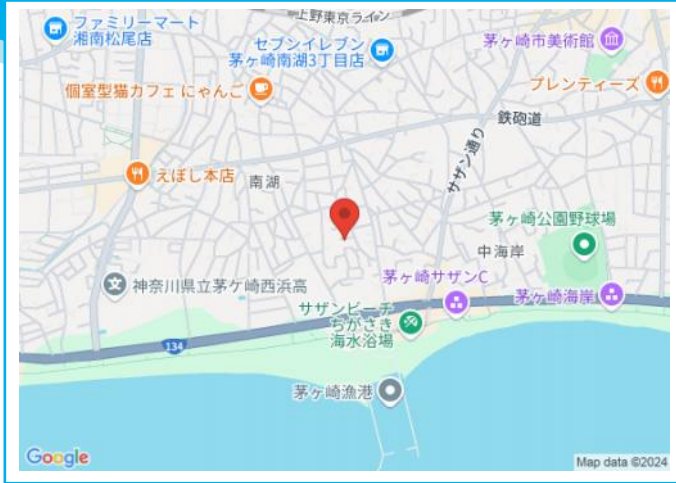 上野東京ライン
ファミリーマート
湘南松尾店
セブンイレブン
茅ヶ崎南湖3丁目店
茅ヶ崎市美術館
個室型猫カフェ にゃんご
プレンティーズ
鉄砲道
サザン通り
えぼし本店
南湖
茅ヶ崎公園野球場
中海岸
神奈川県立茅ケ崎西浜高
茅ヶ崎サザンC
茅ヶ崎海岸
サザンビーチ
ちがさき
海水浴場
134
茅ヶ崎漁港
Google
Map data ©2024